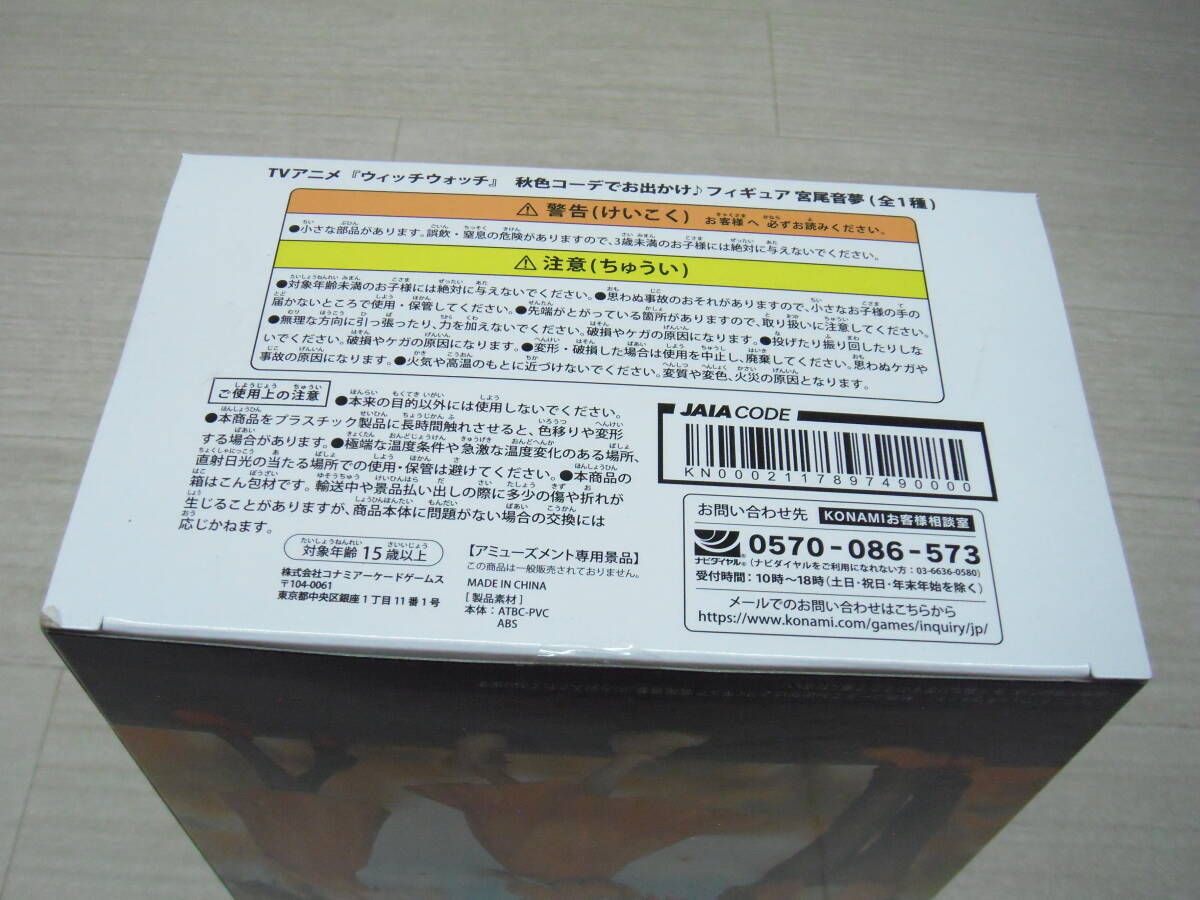 TVアニメ『ウィッチウォッチ』 秋色コーデでお出かけ♪フィギュア 宮尾音夢(全1種)
⚠警告(けいこく) お客様へ 必ずお読みください。
●小さな部品があります。誤飲・窒息の危険がありますので、3歳未満のお子様には絶対に与えないでください。
⚠注意(ちゅうい)
●対象年齢未満のお子様には絶対に与えないでください。●思わぬ事故のおそれがありますので、小さなお子様の手の
届かないところで使用・保管してください。●先端がとがっている箇所がありますので、取り扱いに注意してください。
●無理な方向に引っ張ったり、力を加えないでください。破損やケガの原因になります。●投げたり振り回したりしな
いでください。破損やケガの原因になります。●変形・破損した場合は使用を中止し、廃棄してください。思わぬケガや
事故の原因になります。●火気や高温のもとに近づけないでください。変質や変色、火災の原因となります。
ご使用上の注意 ●本来の目的以外には使用しないでください。
●本商品をプラスチック製品に長時間触れさせると、色移りや変形
する場合があります。●極端な温度条件や急激な温度変化のある場所、
直射日光の当たる場所での使用・保管は避けてください。●本商品の
箱はこん包材です。輸送中や景品払い出しの際に多少の傷や折れが
生じることがありますが、商品本体に問題がない場合の交換には
応じかねます。
対象年齢 15歳以上
株式会社コナミアーケードゲームス
〒104-0061
東京都中央区銀座1丁目11番1号
【アミューズメント専用景品】
この商品は一般販売されておりません。
MADE IN CHINA
[製品素材]
本体:ATBC-PVC
ABS
JAIA CODE
KN00021178974900​00
お問い合わせ先 KONAMIお客様相談室
ナビダイヤル® 0570-086-573
(ナビダイヤルをご利用になれない方:03-6636-0580)
受付時間:10時~18時(土日・祝日・年末年始を除く)
メールでのお問い合わせはこちらから
https://www.konami.com/games/inquiry/jp/